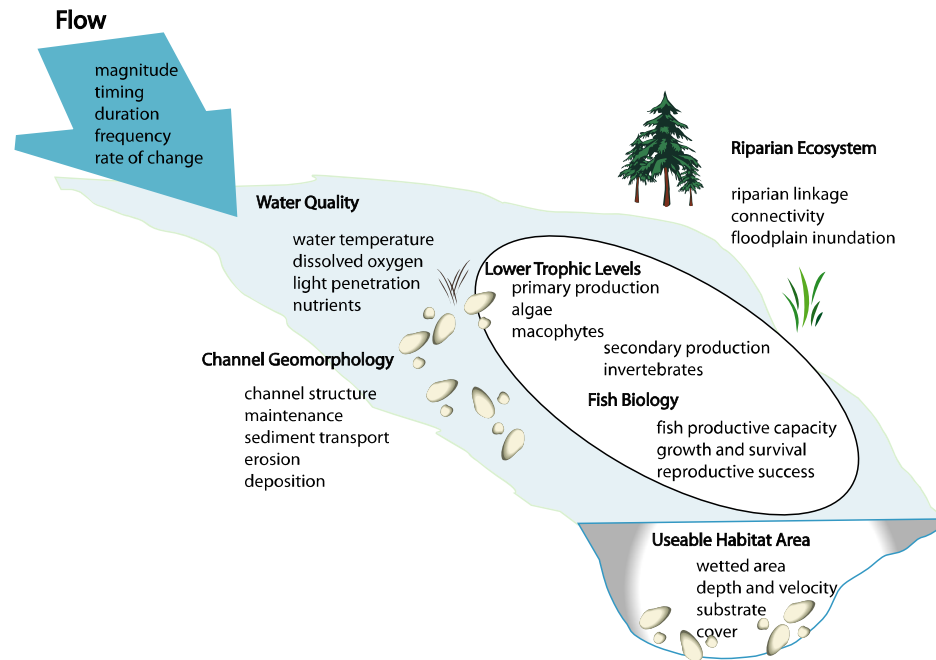 Flow
magnitude
timing
duration
frequency
rate of change
Riparian Ecosystem
riparian linkage
connectivity
floodplain inundation
Water Quality
water temperature
dissolved oxygen
light penetration
nutrients
Lower Trophic Levels
primary production
algae
macophytes
secondary production
invertebrates
Channel Geomorphology
channel structure
maintenance
sediment transport
erosion
deposition
Fish Biology
fish productive capacity
growth and survival
reproductive success
Useable Habitat Area
wetted area
depth and velocity
substrate
cover